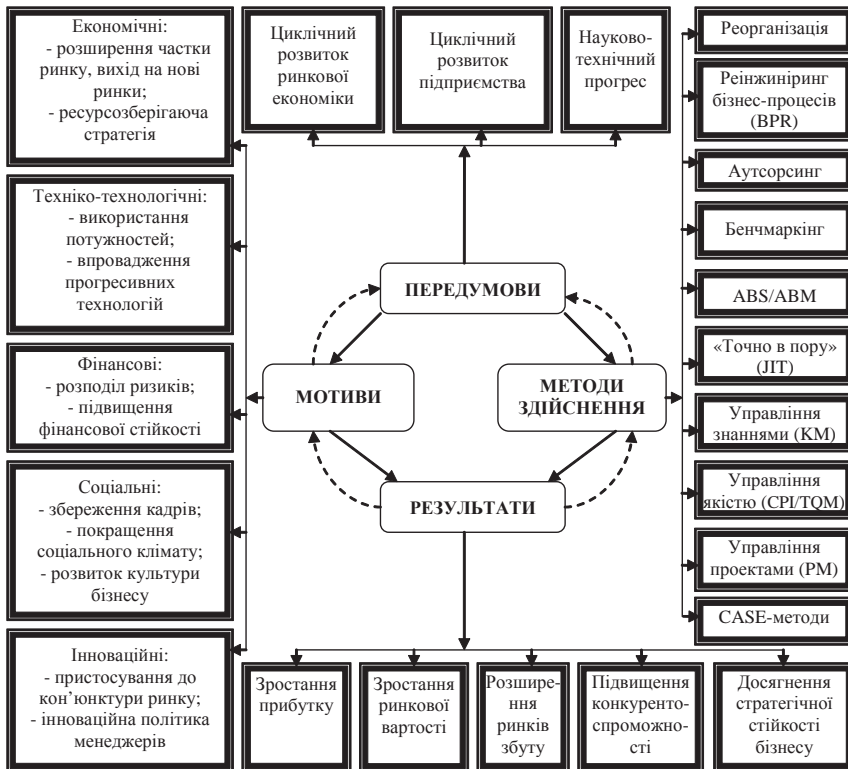 Економічні:
- розширення частки
ринку, вихід на нові
ринки;
- ресурсозберігаюча
стратегія
Техніко-технологічні:
- використання
потужностей;
- впровадження
прогресивних
технологій
Фінансові:
- розподіл ризиків;
- підвищення
фінансової стійкості
Соціальні:
- збереження кадрів;
- покращення
соціального клімату;
- розвиток культури
бізнесу
Інноваційні:
- пристосування до
кон’юнктури ринку;
- інноваційна політика
менеджерів
Циклічний
розвиток
ринкової
економіки
Циклічний
розвиток
підприємства
Науково-
технічний
прогрес
ПЕРЕДУМОВИ
МОТИВИ
МЕТОДИ
ЗДІЙСНЕННЯ
РЕЗУЛЬТАТИ
Реорганізація
Реінжиніринг
бізнес-процесів
(BPR)
Аутсорсинг
Бенчмаркінг
ABS/ABM
«Точно в пору»
(JIT)
Управління
знаннями (KM)
Управління
якістю (CPI/TQM)
Управління
проектами (PM)
CASE-методи
Зростання
прибутку
Зростання
ринкової
вартості
Розшире-
ння
ринків
збуту
Підвищення
конкуренто-
спроможно-
сті
Досягнення
стратегічної
стійкості
бізнесу